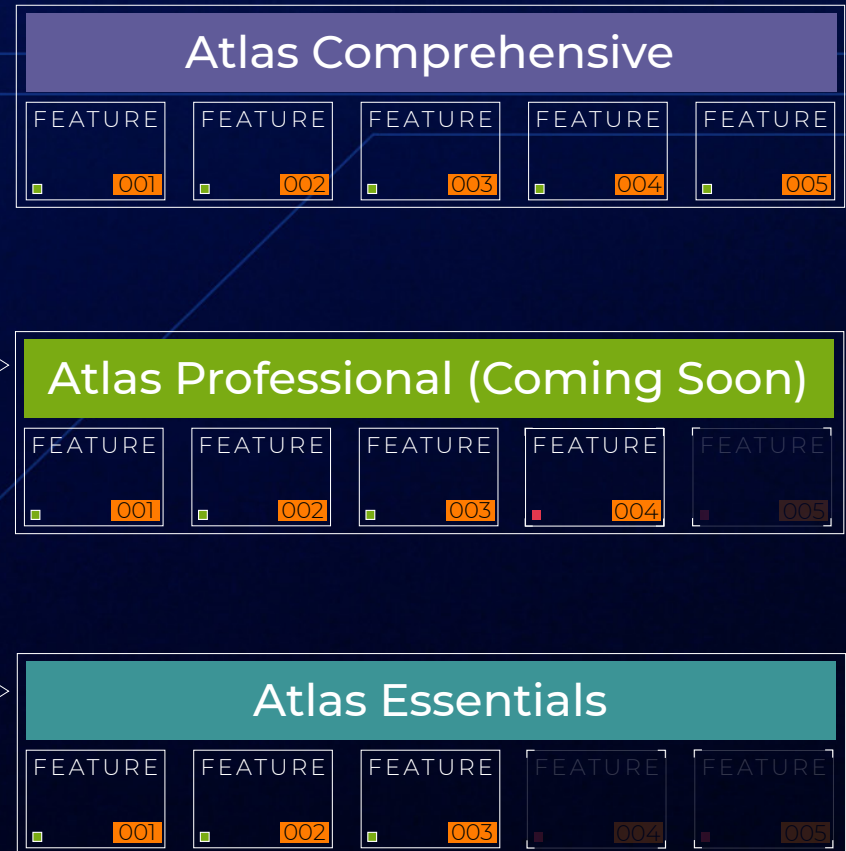 Atlas Comprehensive
FEATURE FEATURE FEATURE FEATURE FEATURE
001 002 003 004 005
Atlas Professional (Coming Soon)
FEATURE FEATURE FEATURE FEATURE FEATURE
001 002 003 004 005
Atlas Essentials
FEATURE FEATURE FEATURE FEATURE FEATURE
001 002 003 004 005